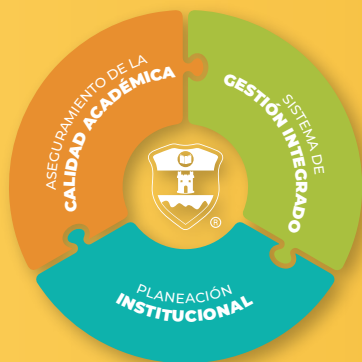 ASEGURAMIENTO DE LA
CALIDAD ACADÉMICA
SISTEMA DE
GESTIÓN INTEGRADO
PLANEACIÓN
INSTITUCIONAL
®